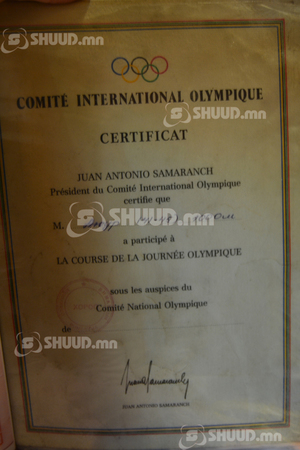 SHUUD.mn
COMITÉ INTERNATIONAL OLYMPIQUE
SHUUD.mn
CERTIFICAT
JUAN ANTONIO SAMARANCH
Président du Comité International Olympique
certifie que
M.
a participé à
LA COURSE DE LA JOURNÉE OLYMPIQUE
sous les auspices du
Comité National Olympique
de
SHUUD.mn
JUAN ANTONIO SAMARANCH
SHUUD.mn